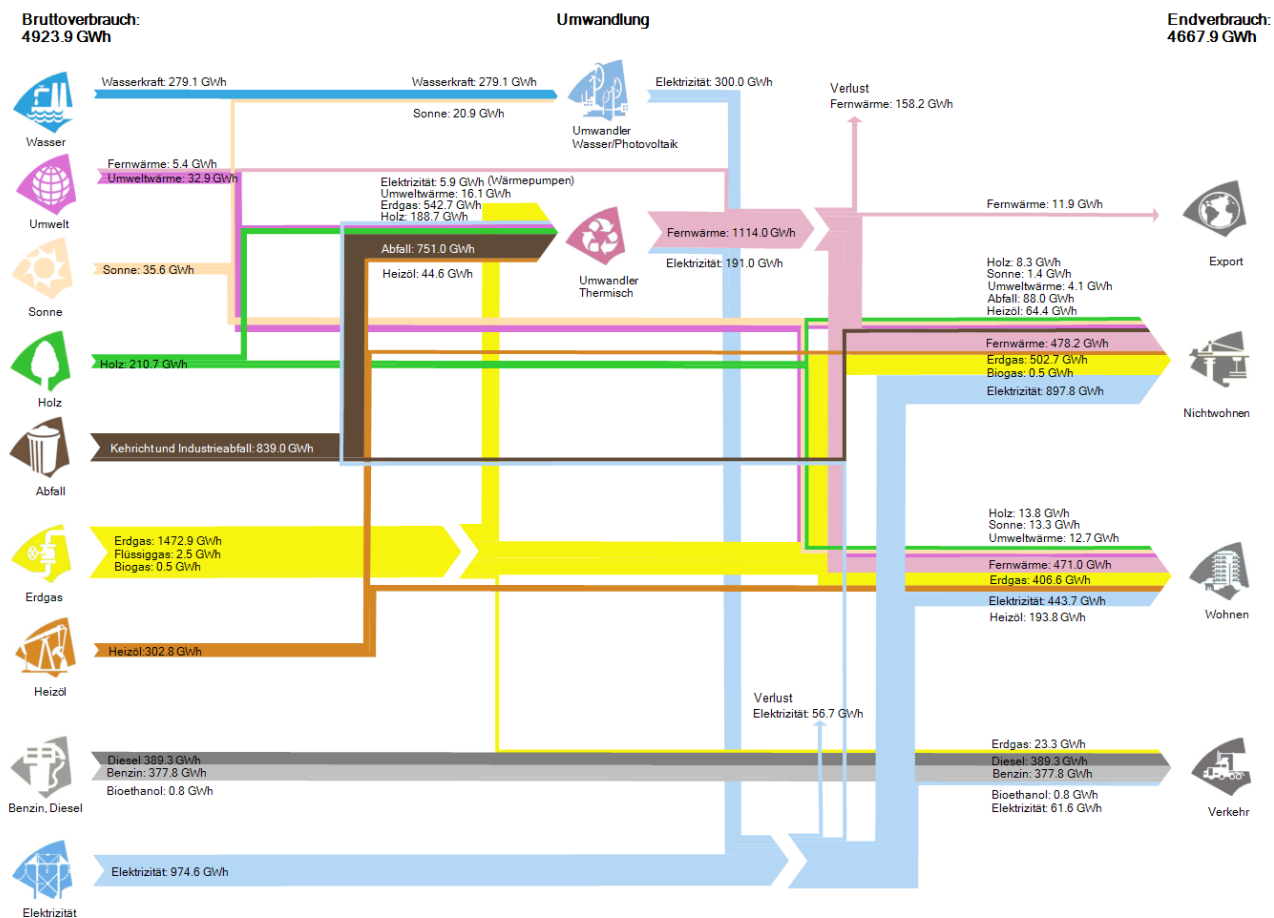 Bruttoverbrauch:
4923.9 GWh
Umwandlung
Endverbrauch:
4667.9 GWh
Wasserkraft: 279.1 GWh
Wasserkraft: 279.1 GWh
Elektrizität: 300.0 GWh
Sonne: 20.9 GWh
Verlust
Fernwärme: 158.2 GWh
Wasser
Umwandler
Wasser/Photovoltaik
Fernwärme: 5.4 GWh
Umweltwärme: 32.9 GWh
Umwelt
Elektrizität: 5.9 GWh (Wärmepumpen)
Umweltwärme: 16.1 GWh
Erdgas: 542.7 GWh
Holz: 188.7 GWh
Abfall: 751.0 GWh
Heizöl: 44.6 GWh
Fernwärme: 1114.0 GWh
Elektrizität: 191.0 GWh
Umwandler
Thermisch
Fernwärme: 11.9 GWh
Export
Sonne: 35.6 GWh
Sonne
Holz: 8.3 GWh
Sonne: 1.4 GWh
Umweltwärme: 4.1 GWh
Abfall: 88.0 GWh
Heizöl: 64.4 GWh
Fernwärme: 478.2 GWh
Erdgas: 502.7 GWh
Biogas: 0.5 GWh
Elektrizität: 897.8 GWh
Nichtwohnen
Holz: 210.7 GWh
Holz
Kehricht und Industrieabfall: 839.0 GWh
Abfall
Erdgas: 1472.9 GWh
Flüssiggas: 2.5 GWh
Biogas: 0.5 GWh
Erdgas
Holz: 13.8 GWh
Sonne: 13.3 GWh
Umweltwärme: 12.7 GWh
Fernwärme: 471.0 GWh
Erdgas: 406.6 GWh
Elektrizität: 443.7 GWh
Heizöl: 193.8 GWh
Wohnen
Heizöl:302.8 GWh
Heizöl
Verlust
Elektrizität: 56.7 GWh
Diesel 389.3 GWh
Benzin: 377.8 GWh
Bioethanol: 0.8 GWh
Benzin, Diesel
Erdgas: 23.3 GWh
Diesel: 389.3 GWh
Benzin: 377.8 GWh
Bioethanol: 0.8 GWh
Elektrizität: 61.6 GWh
Verkehr
Elektrizität: 974.6 GWh
Elektrizität